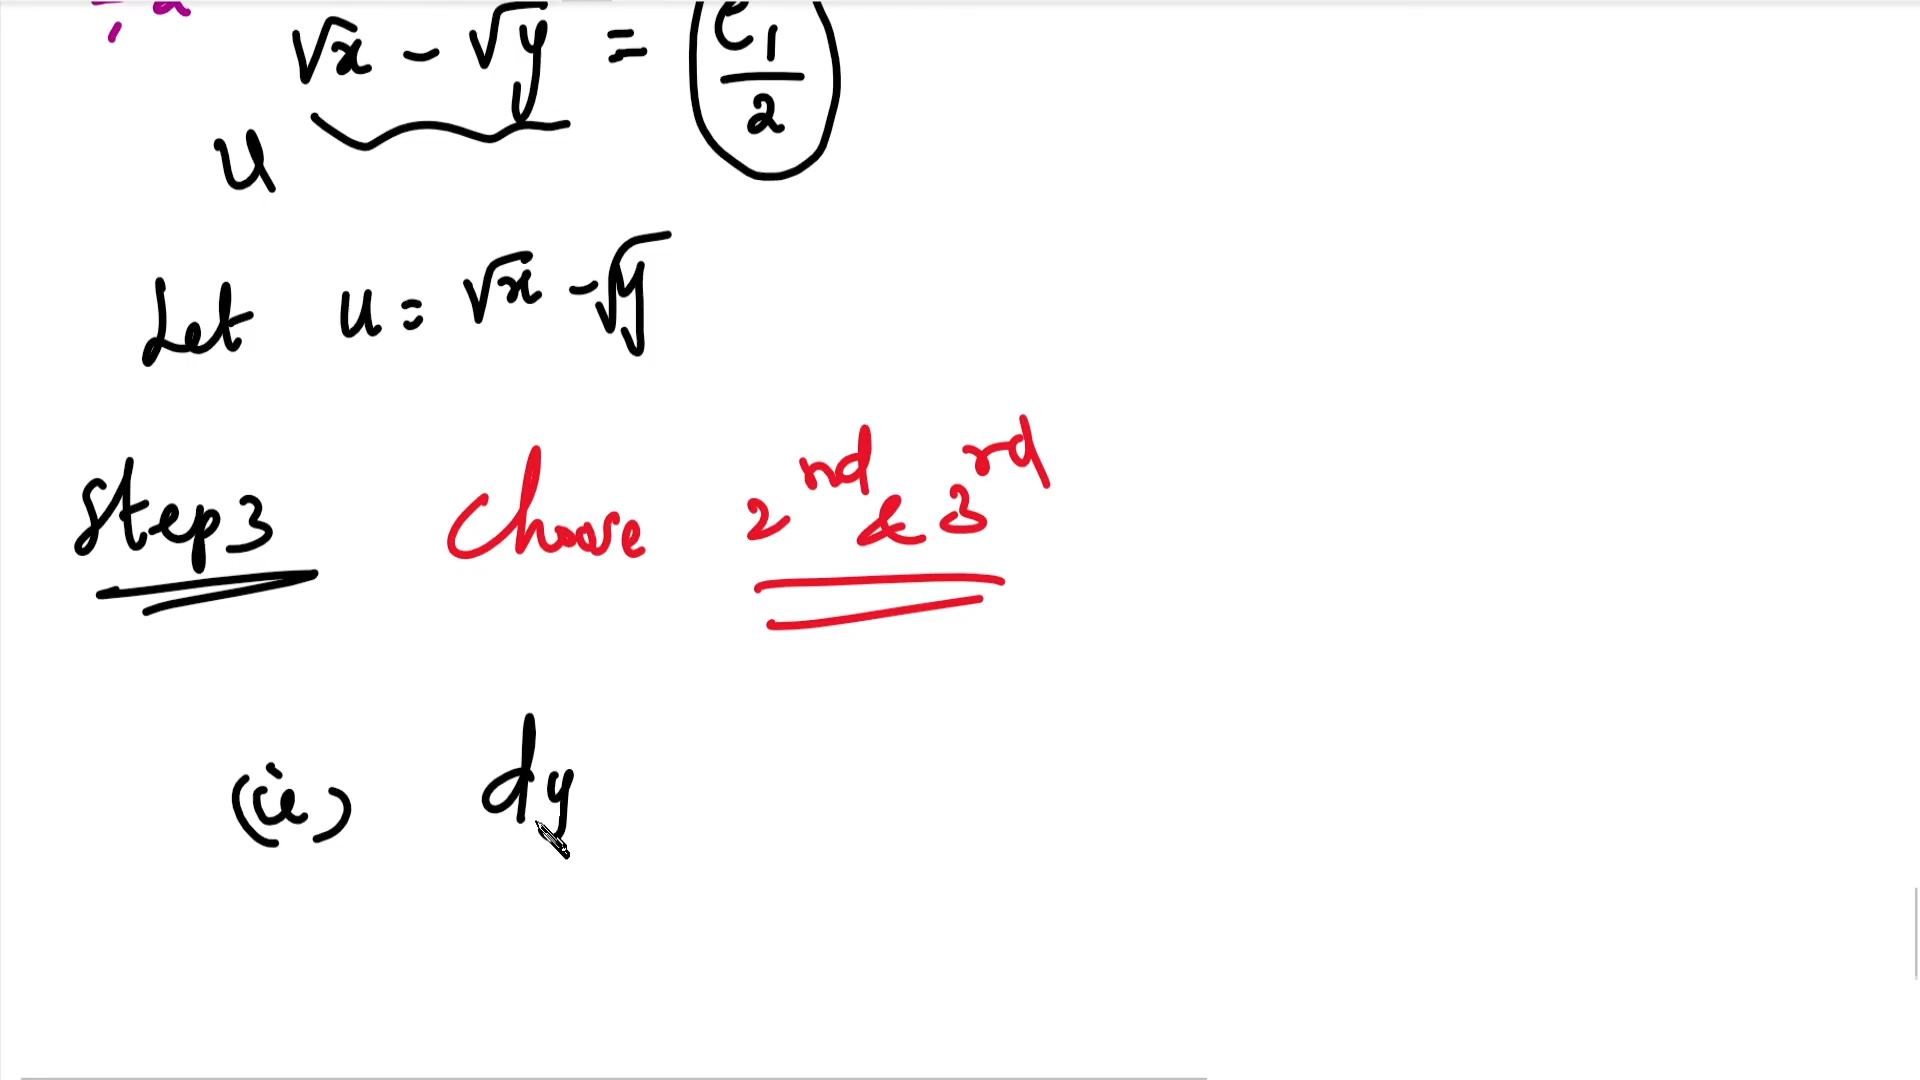 √x - √y = c₁/2
u
Let u = √x - √y
Step 3 Choose 2nd & 3rd
(ie) dy